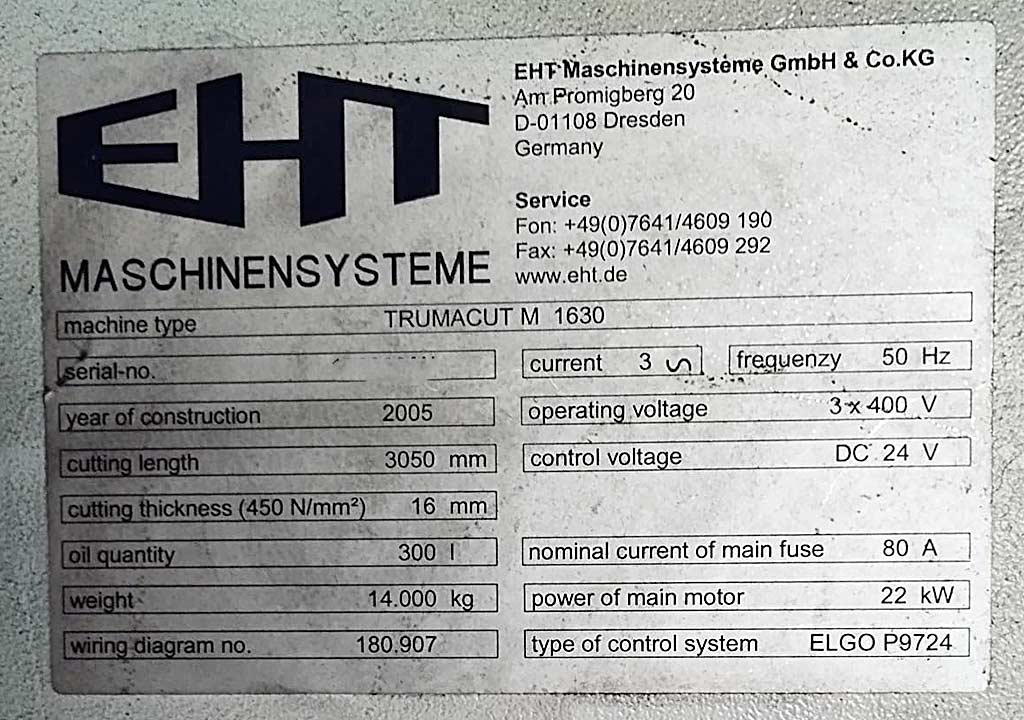 EHT
MASCHINENSYSTEME
EHT Maschinensysteme GmbH & Co.KG
Am Promigberg 20
D-01108 Dresden
Germany
Service
Fon: +49(0)7641/4609 190
Fax: +49(0)7641/4609 292
www.eht.de
machine type TRUMACUT M 1630
serial-no.
current 3 ∽
frequenzy 50 Hz
year of construction 2005
operating voltage 3 x 400 V
cutting length 3050 mm
control voltage DC 24 V
cutting thickness (450 N/mm²) 16 mm
oil quantity 300 l
nominal current of main fuse 80 A
weight 14.000 kg
power of main motor 22 kW
wiring diagram no. 180.907
type of control system ELGO P9724